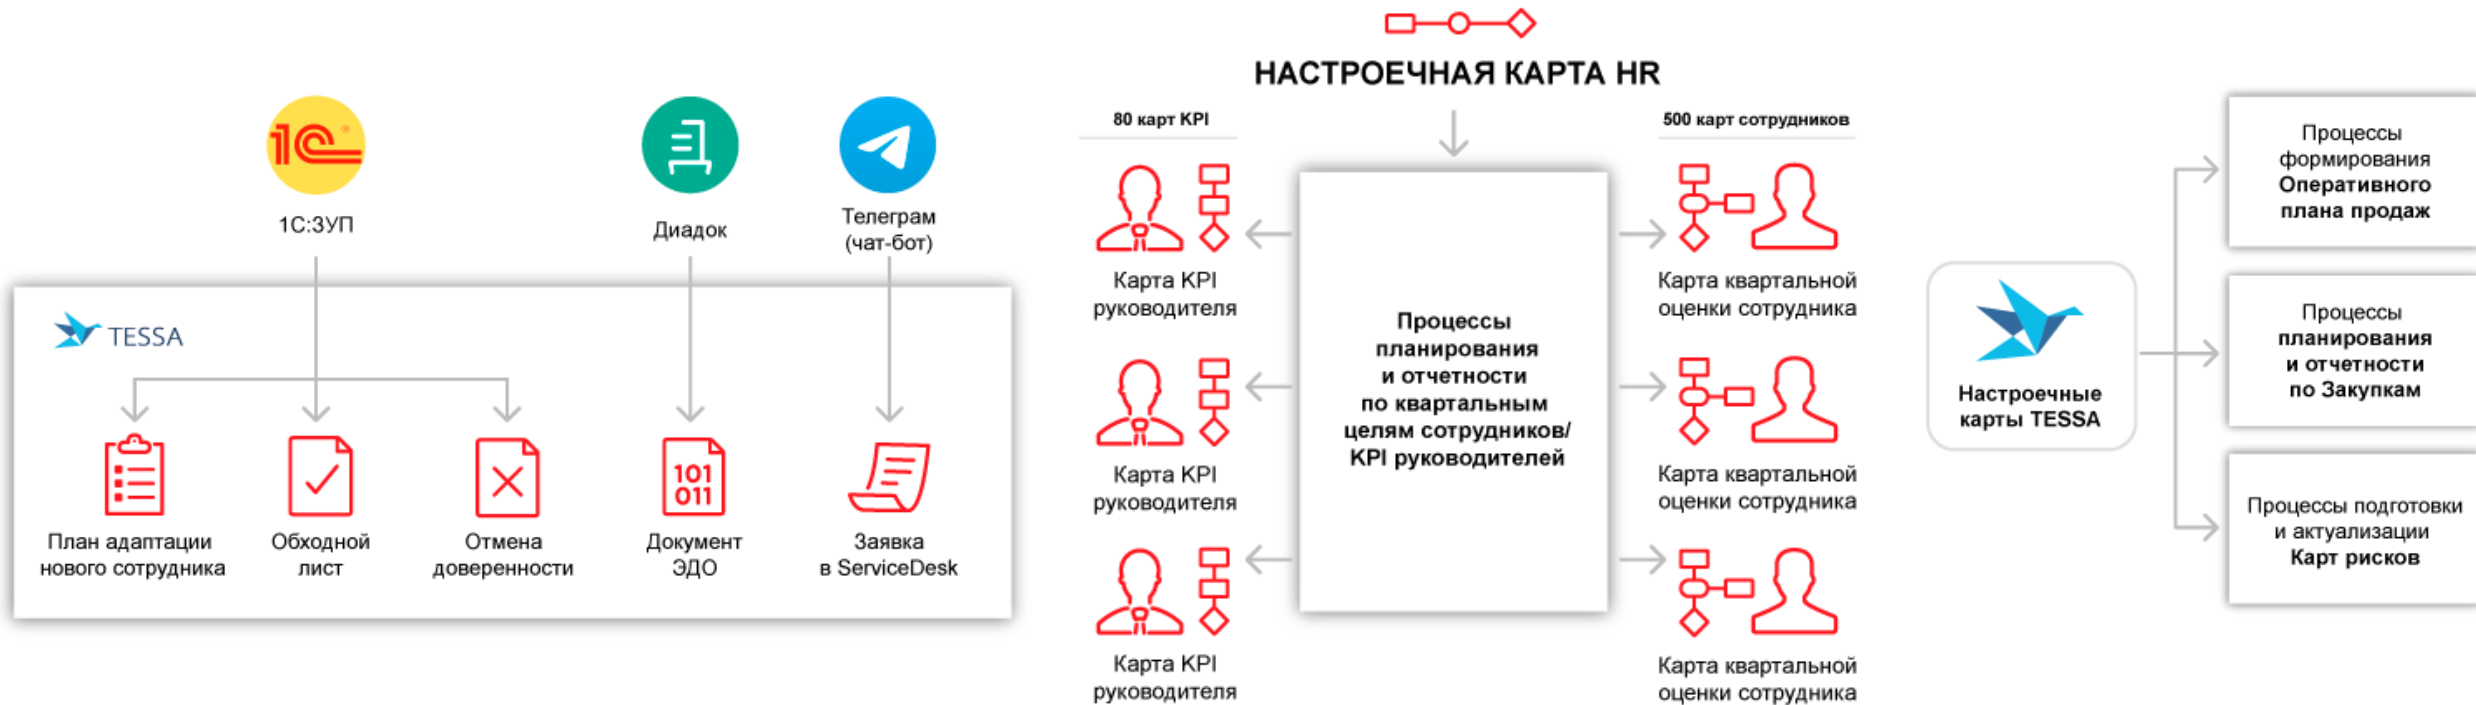 1С:ЗУП
Диадок
Телеграм
(чат-бот)
TESSA
План адаптации
нового сотрудника
Обходной
лист
Отмена
доверенности
101
011
Документ
ЭДО
Заявка
в ServiceDesk
НАСТРОЕЧНАЯ КАРТА HR
80 карт KPI
Карта KPI
руководителя
Карта KPI
руководителя
Карта KPI
руководителя
Процессы
планирования
и отчетности
по квартальным
целям сотрудников/
KPI руководителей
500 карт сотрудников
Карта квартальной
оценки сотрудника
Карта квартальной
оценки сотрудника
Карта квартальной
оценки сотрудника
Настроечные
карты TESSA
Процессы
формирования
Оперативного
плана продаж
Процессы
планирования
и отчетности
по Закупкам
Процессы подготовки
и актуализации
Карт рисков